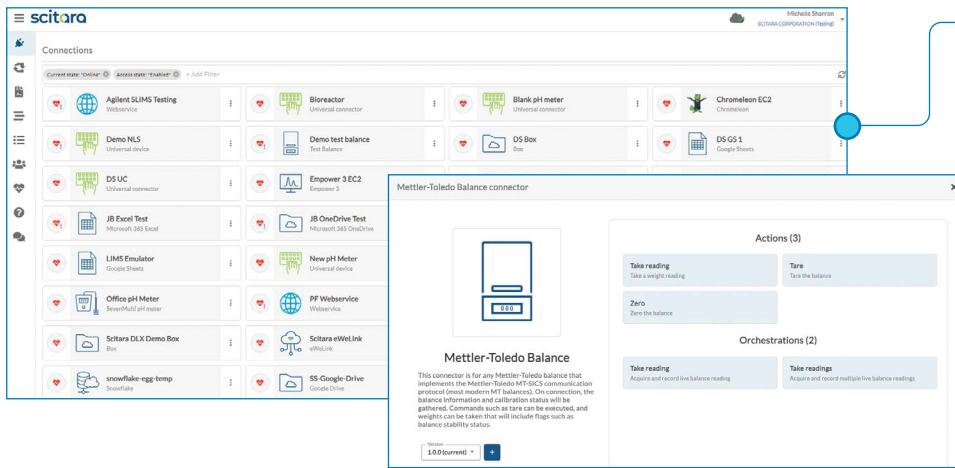 scitara
Michelle Sharron
SCITARA CORPORATION (Testing)
Connections
Current state: "Online" Access state: "Enabled" + Add Filter
Agilent SLIMS Testing
Webservice
Bioreactor
Universal connector
Blank pH meter
Universal connector
Chromeleon EC2
Chromeleon
Demo NLS
Universal device
Demo test balance
Test Balance
DS Box
Box
DS GS 1
Google Sheets
DS UC
Universal connector
Empower 3 EC2
Empower 3
JB Excel Test
Microsoft 365 Excel
JB OneDrive Test
Microsoft 365 OneDrive
LIMS Emulator
Google Sheets
New pH Meter
Universal device
Office pH Meter
SevenMulti pH meter
PF Webservice
Webservice
Scitara DLX Demo Box
Box
Scitara eWeLink
eWeLink
snowflake-egg-temp
Snowflake
SS-Google-Drive
Google Drive
Mettler-Toledo Balance connector
000
Mettler-Toledo Balance
This connector is for any Mettler-Toledo balance that
implements the Mettler-Toledo MT-SICS communication
protocol (most modern MT balances). On connection, the
balance information and calibration status will be
gathered. Commands such as tare can be executed, and
weights can be taken that will include flags such as
balance stability status.
Version
1.0.0 (current)
+
Actions (3)
Take reading
Take a weight reading
Tare
Tare the balance
Zero
Zero the balance
Orchestrations (2)
Take reading
Acquire and record live balance reading
Take readings
Acquire and record multiple live balance readings